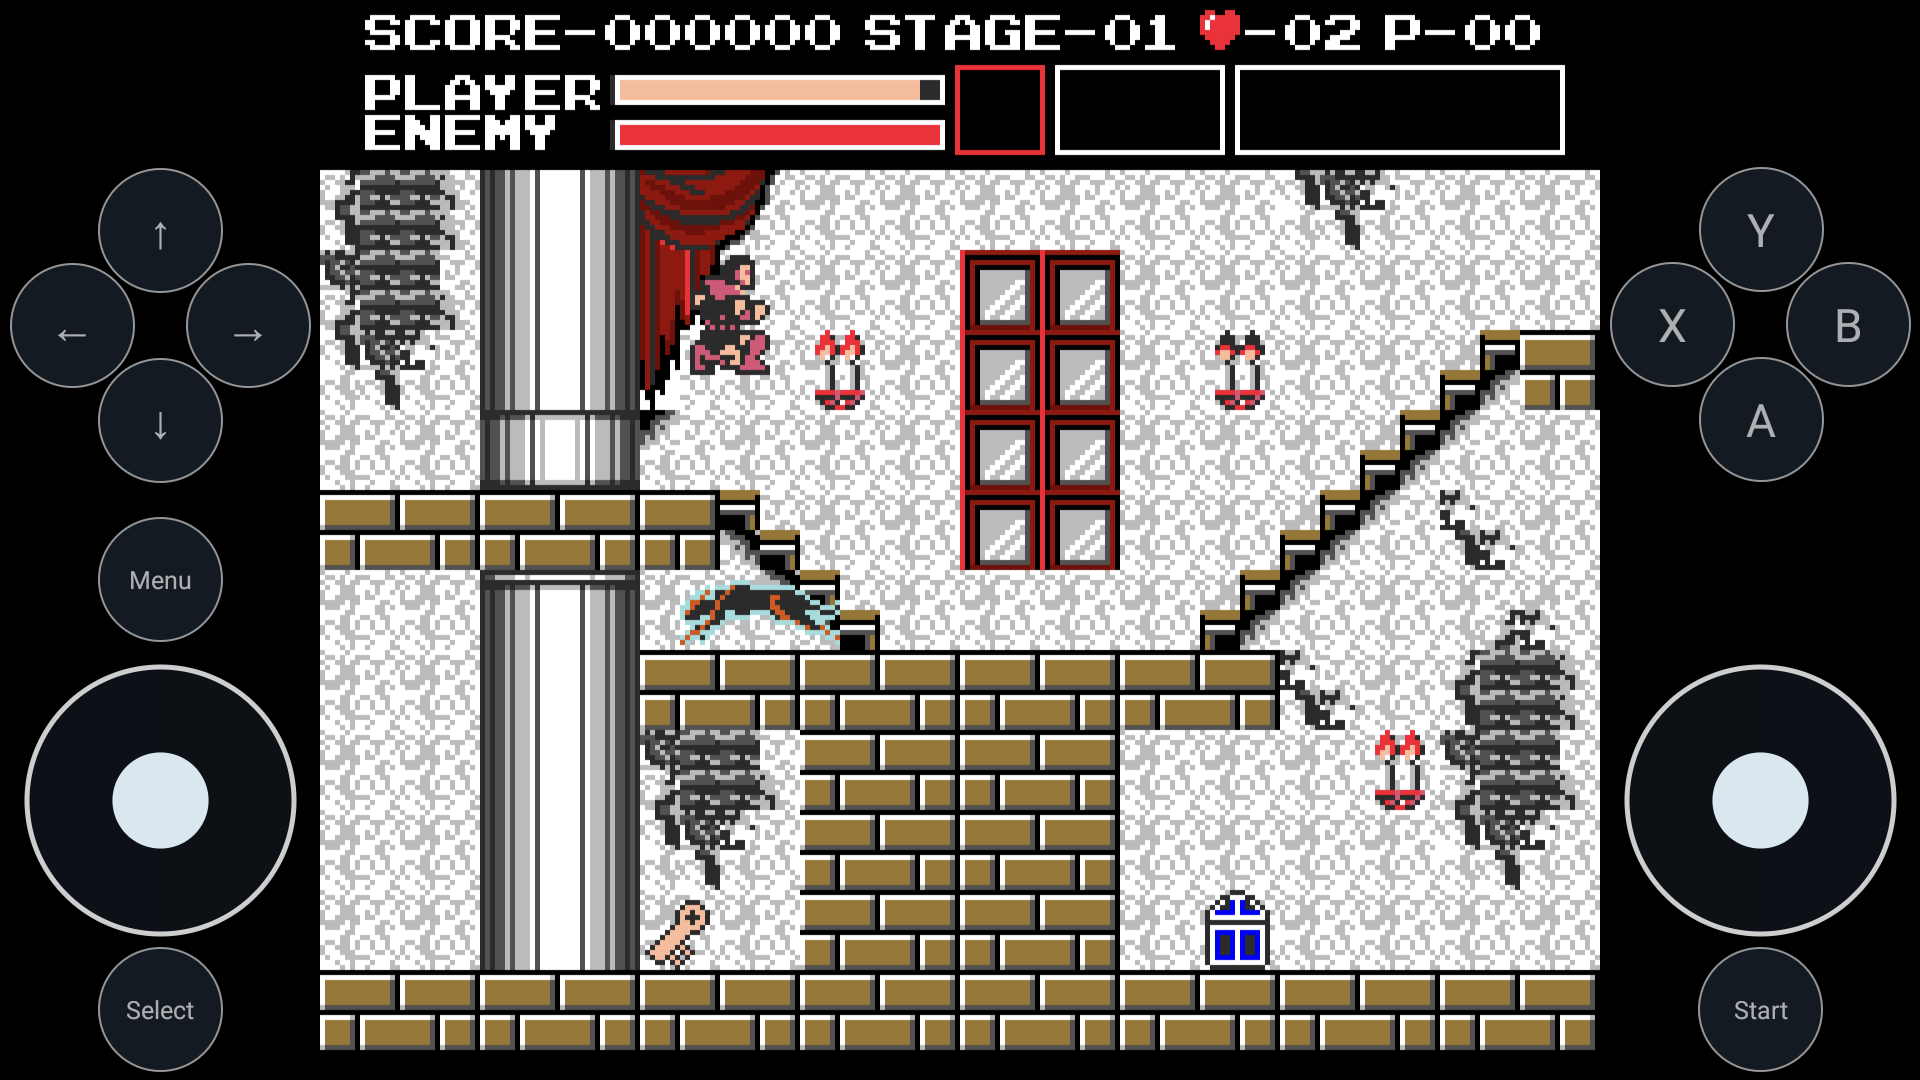 SCORE-000000 STAGE-01 ♥-02 P-00
PLAYER
ENEMY
↑
← →
↓
Y
X B
A
Menu
Select
Start